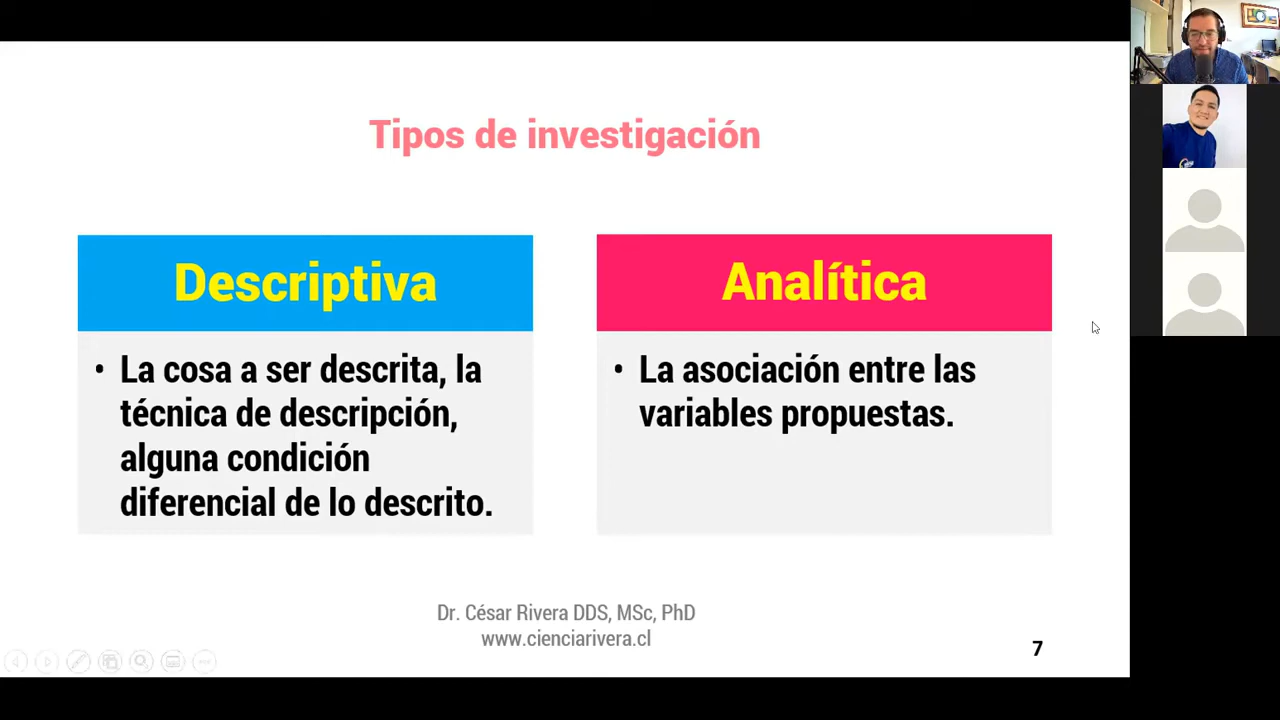 Tipos de investigación
Descriptiva
• La cosa a ser descrita, la
técnica de descripción,
alguna condición
diferencial de lo descrito.
Analítica
• La asociación entre las
variables propuestas.
Dr. César Rivera DDS, MSc, PhD
www.cienciarivera.cl
7